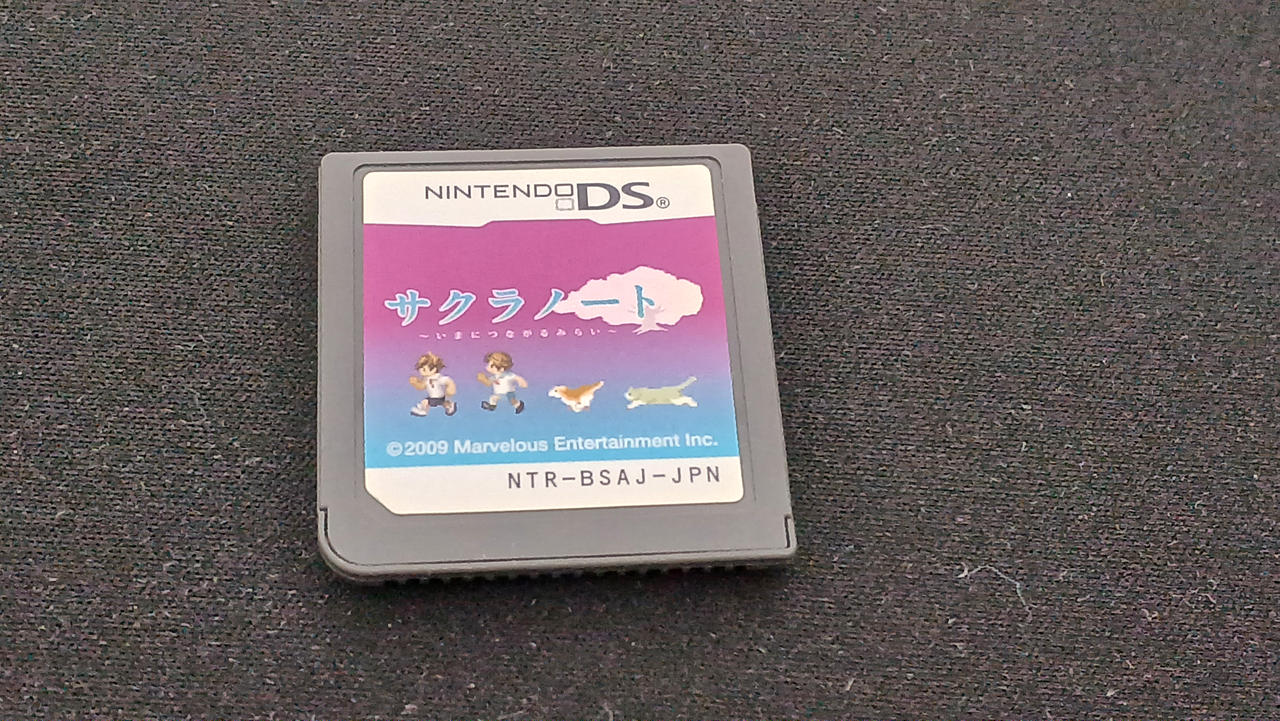 NINTENDO DS®
サクラノート
～いまにつながるみらい～
©2009 Marvelous Entertainment Inc.
NTR-BSAJ-JPN